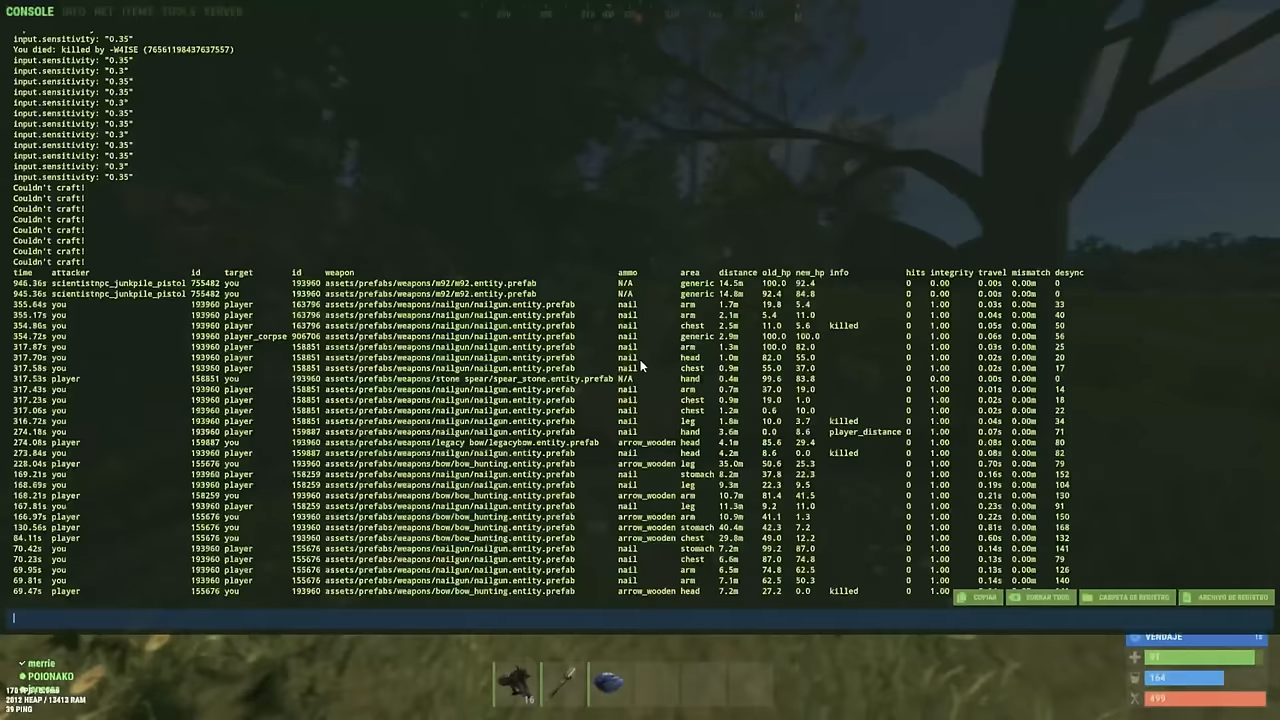 CONSOLE INFO NET ITEMS TOOLS SERVER
input.sensitivity: "0.35"
You died: killed by -W4ISE (76561198437637557)
input.sensitivity: "0.35"
input.sensitivity: "0.3"
input.sensitivity: "0.35"
input.sensitivity: "0.35"
input.sensitivity: "0.3"
input.sensitivity: "0.35"
input.sensitivity: "0.35"
input.sensitivity: "0.3"
input.sensitivity: "0.35"
input.sensitivity: "0.35"
input.sensitivity: "0.3"
input.sensitivity: "0.35"
Couldn't craft!
Couldn't craft!
Couldn't craft!
Couldn't craft!
Couldn't craft!
Couldn't craft!
Couldn't craft!
Couldn't craft!
time attacker id target id weapon ammo area distance old_hp new_hp info hits integrity travel mismatch desync
946.36s scientistnpc_junkpile_pistol 755482 you 193960 assets/prefabs/weapons/m92/m92.entity.prefab N/A generic 14.5m 100.0 92.4 0 1.00 0.00s 0.00m 0
945.36s scientistnpc_junkpile_pistol 755482 you 193960 assets/prefabs/weapons/m92/m92.entity.prefab N/A generic 14.8m 92.4 84.8 0 1.00 0.00s 0.00m 0
355.64s you 193960 player 163796 assets/prefabs/weapons/nailgun/nailgun.entity.prefab nail arm 1.7m 19.8 5.4 0 1.00 0.03s 0.00m 33
355.17s you 193960 player 163796 assets/prefabs/weapons/nailgun/nailgun.entity.prefab nail arm 2.1m 5.4 11.0 0 1.00 0.04s 0.00m 40
354.86s you 193960 player 163796 assets/prefabs/weapons/nailgun/nailgun.entity.prefab nail chest 2.5m 11.0 5.6 killed 0 1.00 0.05s 0.00m 50
354.72s you 193960 player_corpse 906706 assets/prefabs/weapons/nailgun/nailgun.entity.prefab nail generic 2.9m 100.0 100.0 0 1.00 0.06s 0.00m 56
317.87s you 193960 player 158851 assets/prefabs/weapons/nailgun/nailgun.entity.prefab nail arm 1.3m 100.0 82.0 0 1.00 0.03s 0.00m 25
317.70s you 193960 player 158851 assets/prefabs/weapons/nailgun/nailgun.entity.prefab nail head 1.0m 82.0 55.0 0 1.00 0.02s 0.00m 20
317.58s you 193960 player 158851 assets/prefabs/weapons/nailgun/nailgun.entity.prefab nail chest 0.9m 55.0 37.0 0 1.00 0.02s 0.00m 17
317.53s player 158851 you 193960 assets/prefabs/weapons/stone spear/spear_stone.entity.prefab N/A hand 0.4m 99.6 83.8 0 1.00 0.00s 0.00m 0
317.43s you 193960 player 158851 assets/prefabs/weapons/nailgun/nailgun.entity.prefab nail arm 0.7m 37.0 19.0 0 1.00 0.01s 0.00m 14
317.23s you 193960 player 158851 assets/prefabs/weapons/nailgun/nailgun.entity.prefab nail chest 0.9m 19.0 1.0 0 1.00 0.02s 0.00m 18
317.06s you 193960 player 158851 assets/prefabs/weapons/nailgun/nailgun.entity.prefab nail chest 1.2m 0.6 10.0 0 1.00 0.02s 0.00m 22
316.72s you 193960 player 158851 assets/prefabs/weapons/nailgun/nailgun.entity.prefab nail leg 1.8m 10.0 3.7 killed 0 1.00 0.04s 0.00m 34
274.18s you 193960 player 159887 assets/prefabs/weapons/nailgun/nailgun.entity.prefab nail hand 3.6m 0.0 8.6 player_distance 0 1.00 0.07s 0.00m 71
274.08s player 159887 you 193960 assets/prefabs/weapons/legacy bow/legacybow.entity.prefab arrow_wooden head 4.1m 85.6 29.4 0 1.00 0.08s 0.00m 80
273.84s you 193960 player 159887 assets/prefabs/weapons/nailgun/nailgun.entity.prefab nail head 4.2m 8.6 0.0 killed 0 1.00 0.08s 0.00m 82
228.04s player 155676 you 193960 assets/prefabs/weapons/bow/bow_hunting.entity.prefab arrow_wooden leg 35.0m 50.6 25.3 0 1.00 0.70s 0.00m 79
169.21s you 193960 player 158259 assets/prefabs/weapons/nailgun/nailgun.entity.prefab nail stomach 8.2m 37.8 22.3 0 1.00 0.16s 0.00m 152
168.69s you 193960 player 158259 assets/prefabs/weapons/nailgun/nailgun.entity.prefab nail leg 9.3m 22.3 9.5 0 1.00 0.19s 0.00m 104
168.21s player 158259 you 193960 assets/prefabs/weapons/bow/bow_hunting.entity.prefab arrow_wooden arm 10.7m 81.4 41.5 0 1.00 0.21s 0.00m 130
167.81s you 193960 player 158259 assets/prefabs/weapons/nailgun/nailgun.entity.prefab nail leg 11.3m 9.2 11.0 0 1.00 0.23s 0.00m 91
166.97s player 155676 you 193960 assets/prefabs/weapons/bow/bow_hunting.entity.prefab arrow_wooden arm 10.9m 41.1 1.3 0 1.00 0.22s 0.00m 150
130.56s player 155676 you 193960 assets/prefabs/weapons/bow/bow_hunting.entity.prefab arrow_wooden stomach 40.4m 42.3 7.2 0 1.00 0.81s 0.00m 168
84.11s player 155676 you 193960 assets/prefabs/weapons/bow/bow_hunting.entity.prefab arrow_wooden chest 29.8m 49.0 12.2 0 1.00 0.60s 0.00m 132
70.42s you 193960 player 155676 assets/prefabs/weapons/nailgun/nailgun.entity.prefab nail stomach 7.2m 99.2 87.0 0 1.00 0.14s 0.00m 141
70.23s you 193960 player 155676 assets/prefabs/weapons/nailgun/nailgun.entity.prefab nail chest 6.6m 87.0 74.8 0 1.00 0.13s 0.00m 79
69.95s you 193960 player 155676 assets/prefabs/weapons/nailgun/nailgun.entity.prefab nail arm 6.5m 74.8 62.5 0 1.00 0.13s 0.00m 126
69.81s you 193960 player 155676 assets/prefabs/weapons/nailgun/nailgun.entity.prefab nail arm 7.1m 62.5 50.3 0 1.00 0.14s 0.00m 140
69.47s player 155676 you 193960 assets/prefabs/weapons/bow/bow_hunting.entity.prefab arrow_wooden head 7.2m 27.2 0.0 killed 0 1.00
COPIAR BORRAR TODO CARPETA DE REGISTRO ARCHIVO DE REGISTRO
VENDAJE
91
164
499
merrie
POIONAKO
16
2012 HEAP / 13413 RAM
39 PING